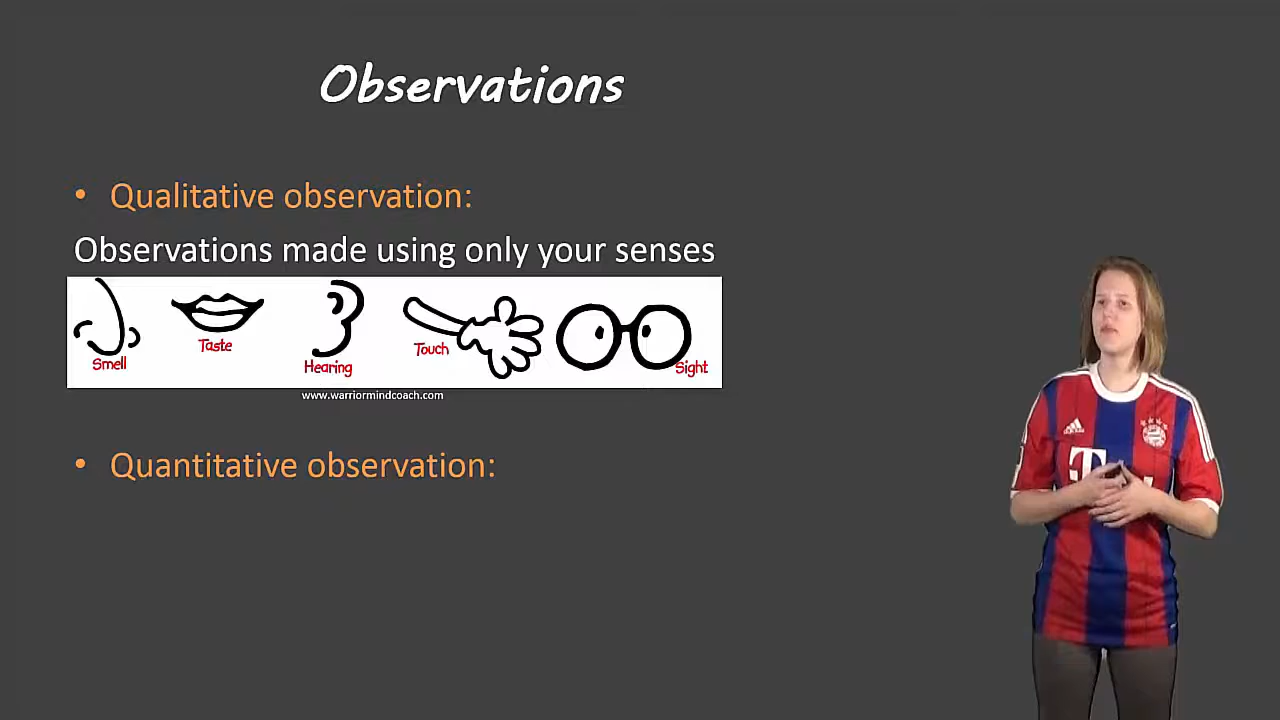 Observations
• Qualitative observation:
Observations made using only your senses
Smell
Taste
Hearing
Touch
Sight
www.warriormindcoach.com
• Quantitative observation:
T